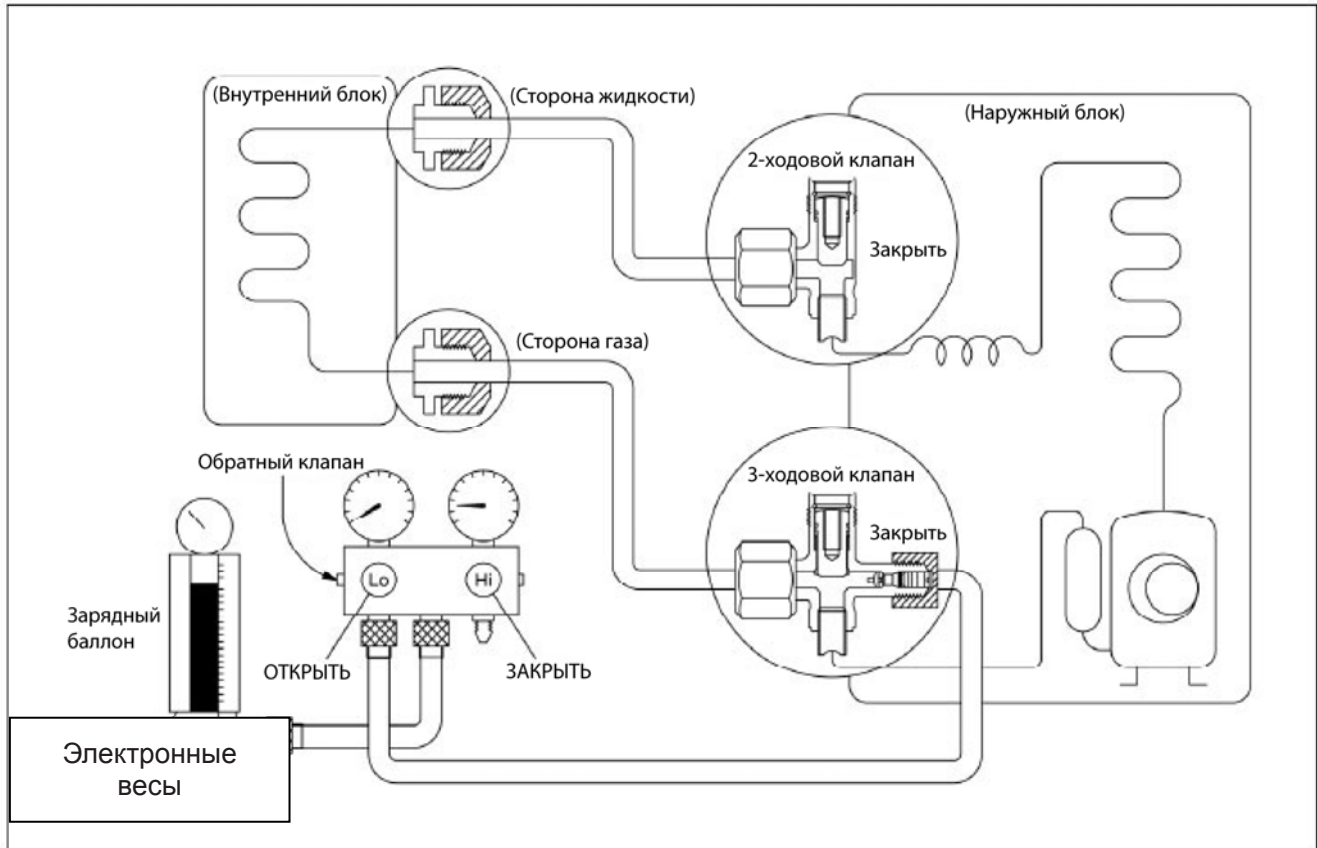 (Внутренний блок)
(Сторона жидкости)
(Наружный блок)
2-ходовой клапан
Закрыть
(Сторона газа)
Обратный клапан
3-ходовой клапан
Закрыть
Lo
Hi
Зарядный
баллон
ОТКРЫТЬ
ЗАКРЫТЬ
Электронные
весы